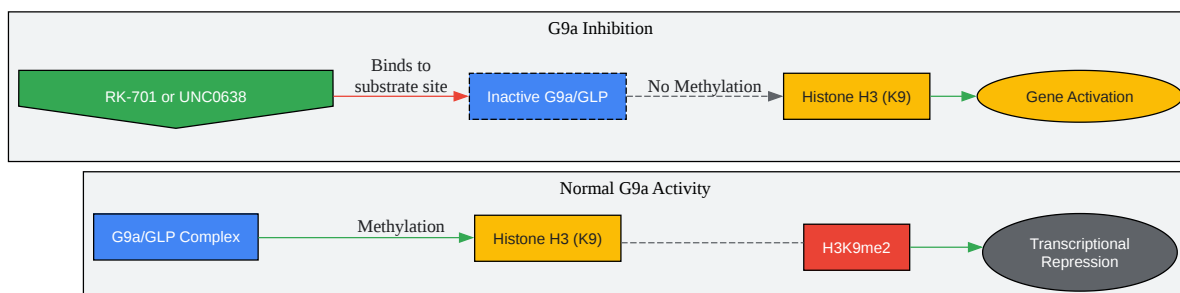 G9a Inhibition
RK-701 or UNC0638
Binds to
substrate site
Inactive G9a/GLP
No Methylation
Histone H3 (K9)
Gene Activation
Normal G9a Activity
G9a/GLP Complex
Methylation
Histone H3 (K9)
H3K9me2
Transcriptional
Repression